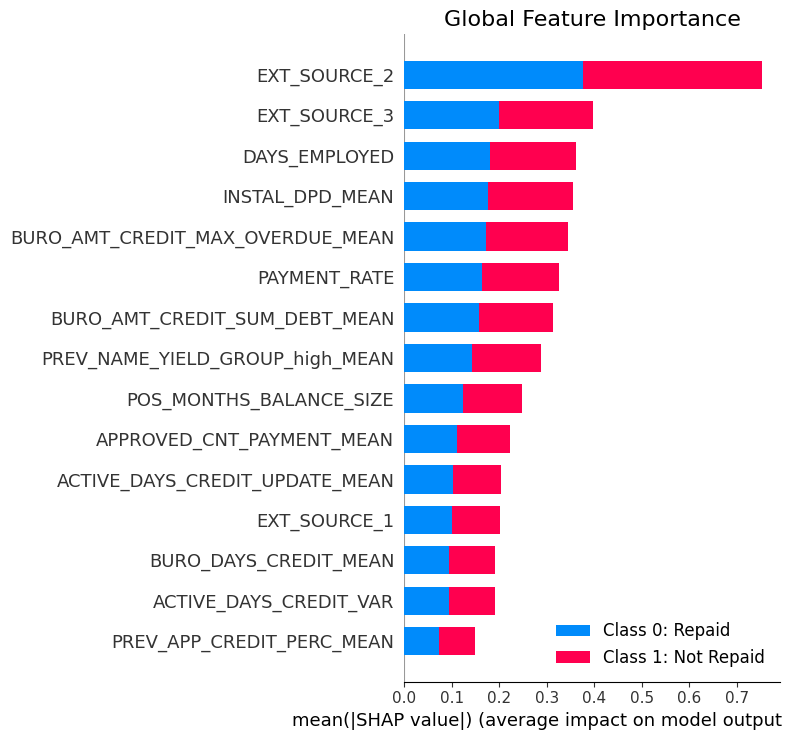 Global Feature Importance
EXT_SOURCE_2
EXT_SOURCE_3
DAYS_EMPLOYED
INSTAL_DPD_MEAN
BURO_AMT_CREDIT_MAX_OVERDUE_MEAN
PAYMENT_RATE
BURO_AMT_CREDIT_SUM_DEBT_MEAN
PREV_NAME_YIELD_GROUP_high_MEAN
POS_MONTHS_BALANCE_SIZE
APPROVED_CNT_PAYMENT_MEAN
ACTIVE_DAYS_CREDIT_UPDATE_MEAN
EXT_SOURCE_1
BURO_DAYS_CREDIT_MEAN
ACTIVE_DAYS_CREDIT_VAR
PREV_APP_CREDIT_PERC_MEAN
Class 0: Repaid
Class 1: Not Repaid
0.0 0.1 0.2 0.3 0.4 0.5 0.6 0.7
mean(|SHAP value|) (average impact on model output